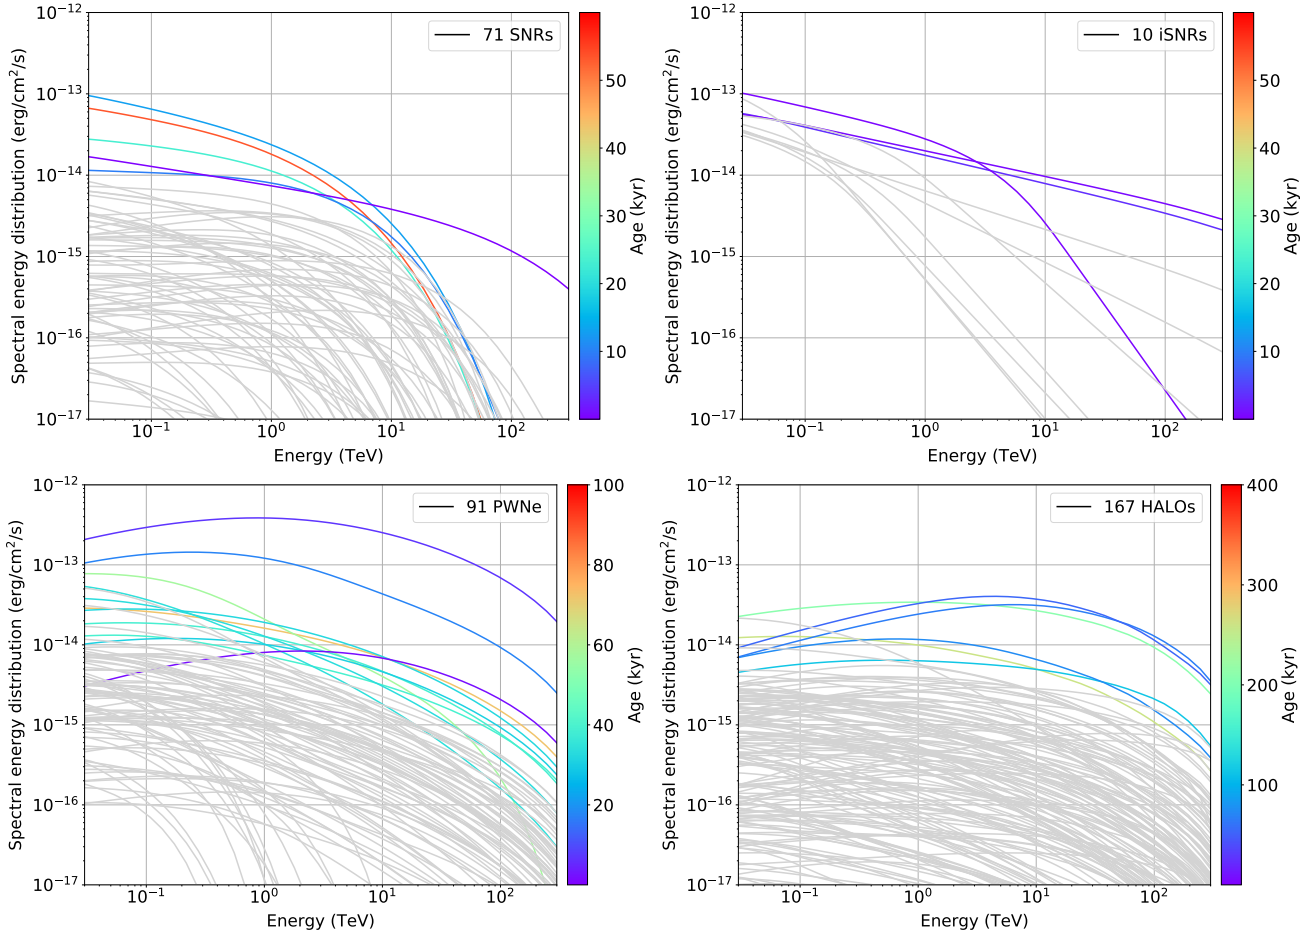 71 SNRs
Spectral energy distribution (erg/cm²/s)
10⁻¹²
10⁻¹³
10⁻¹⁴
10⁻¹⁵
10⁻¹⁶
10⁻¹⁷
10⁻¹ 10⁰ 10¹ 10²
Energy (TeV)
50
40
30
20
10
Age (kyr)
10 iSNRs
Spectral energy distribution (erg/cm²/s)
10⁻¹²
10⁻¹³
10⁻¹⁴
10⁻¹⁵
10⁻¹⁶
10⁻¹⁷
10⁻¹ 10⁰ 10¹ 10²
Energy (TeV)
50
40
30
20
10
Age (kyr)
91 PWNe
Spectral energy distribution (erg/cm²/s)
10⁻¹²
10⁻¹³
10⁻¹⁴
10⁻¹⁵
10⁻¹⁶
10⁻¹⁷
10⁻¹ 10⁰ 10¹ 10²
Energy (TeV)
100
80
60
40
20
Age (kyr)
167 HALOs
Spectral energy distribution (erg/cm²/s)
10⁻¹²
10⁻¹³
10⁻¹⁴
10⁻¹⁵
10⁻¹⁶
10⁻¹⁷
10⁻¹ 10⁰ 10¹ 10²
Energy (TeV)
400
300
200
100
Age (kyr)